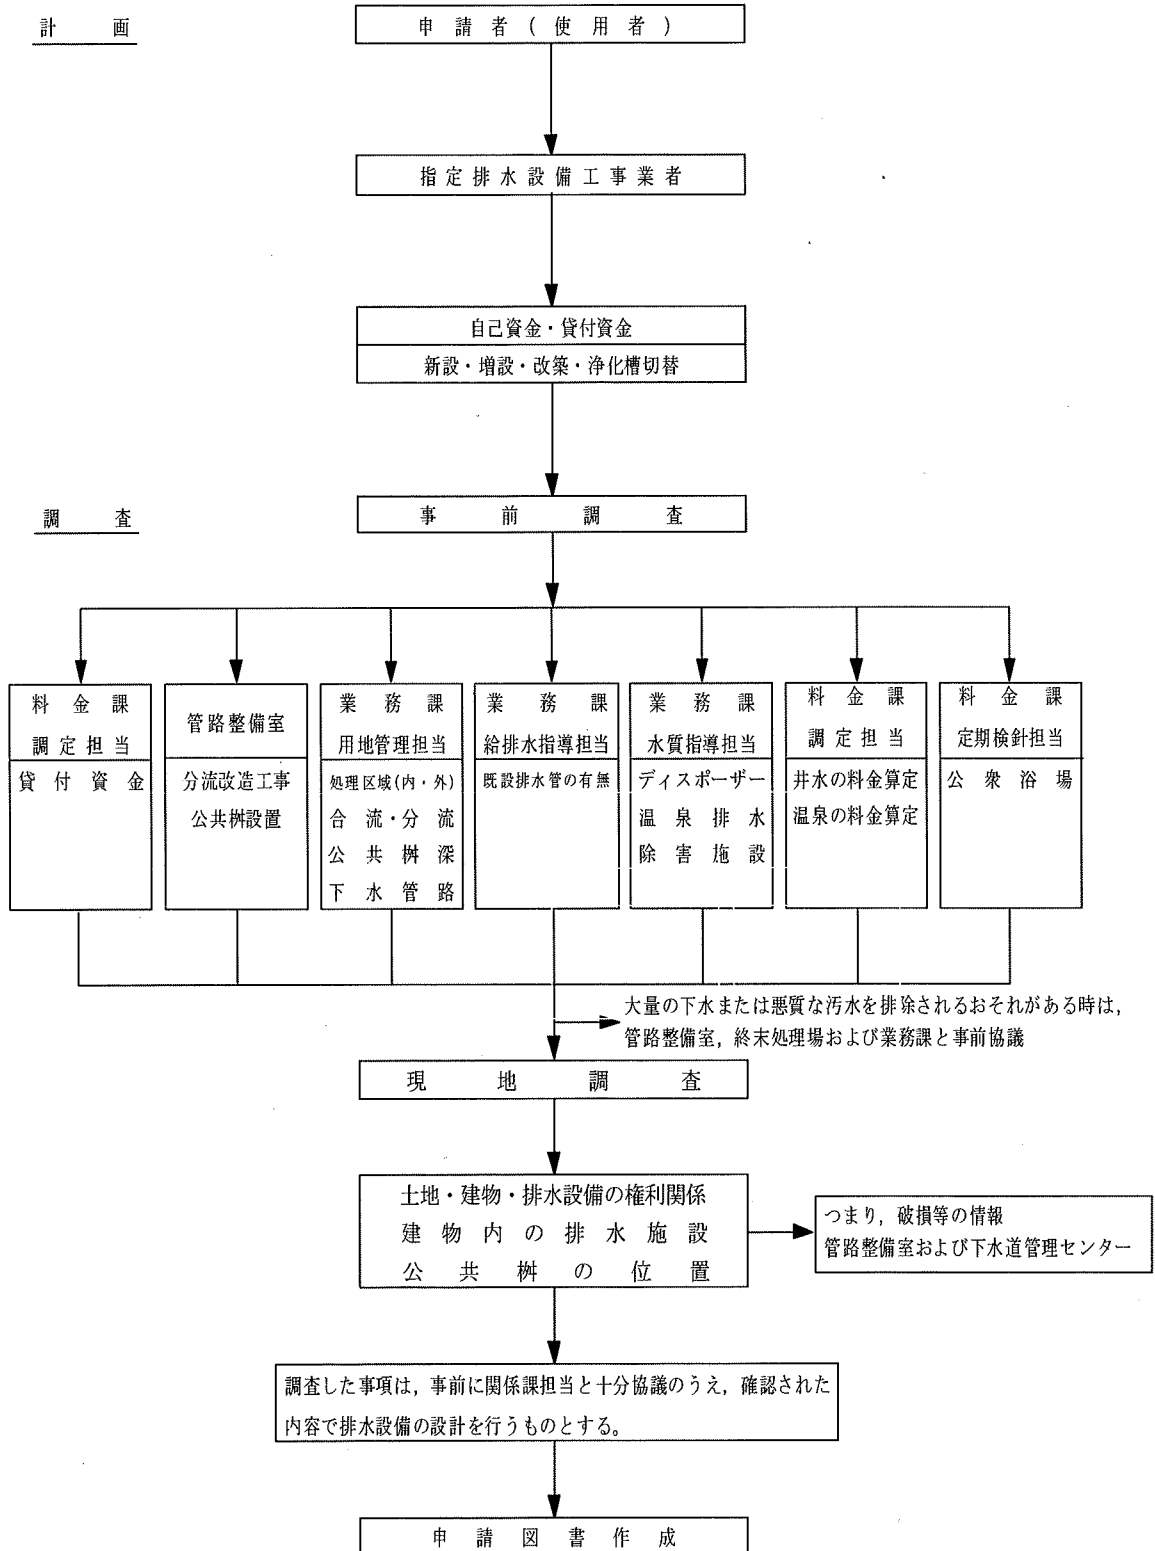 計画
申請者(使用者)
指定排水設備工事業者
自己資金・貸付資金
新設・増設・改築・浄化槽切替
調査
事前調査
料金課
調定担当
貸付資金
管路整備室
分流改造工事
公共桝設置
業務課
用地管理担当
処理区域(内・外)
合流・分流
公共桝深
下水管路
業務課
給排水指導担当
既設排水管の有無
業務課
水質指導担当
ディスポーザー
温泉排水
除害施設
料金課
調定担当
井水の料金算定
温泉の料金算定
料金課
定期検針担当
公衆浴場
大量の下水または悪質な汚水を排除されるおそれがある時は,
管路整備室,終末処理場および業務課と事前協議
現地調査
土地・建物・排水設備の権利関係
建物内の排水施設
公共桝の位置
つまり,破損等の情報
管路整備室および下水道管理センター
調査した事項は,事前に関係課担当と十分協議のうえ,確認された
内容で排水設備の設計を行うものとする。
申請図書作成